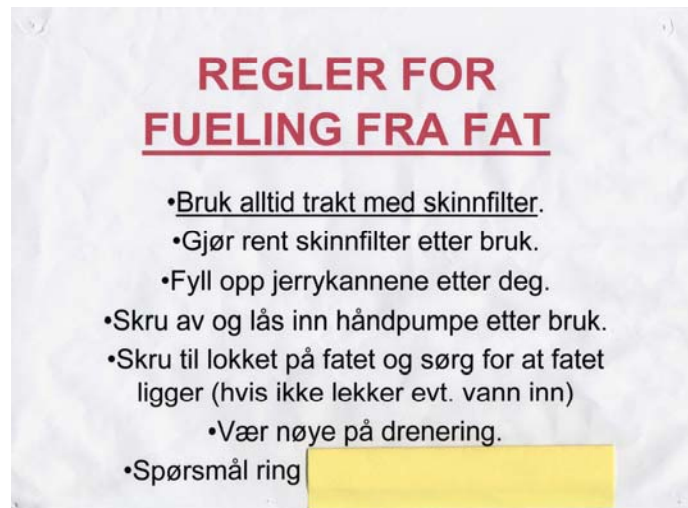 REGLER FOR
FUELING FRA FAT
•Bruk alltid trakt med skinnfilter.
•Gjør rent skinnfilter etter bruk.
•Fyll opp jerrykannene etter deg.
•Skru av og lås inn håndpumpe etter bruk.
•Skru til lokket på fatet og sørg for at fatet
ligger (hvis ikke lekker evt. vann inn)
•Vær nøye på drenering.
•Spørsmål ring